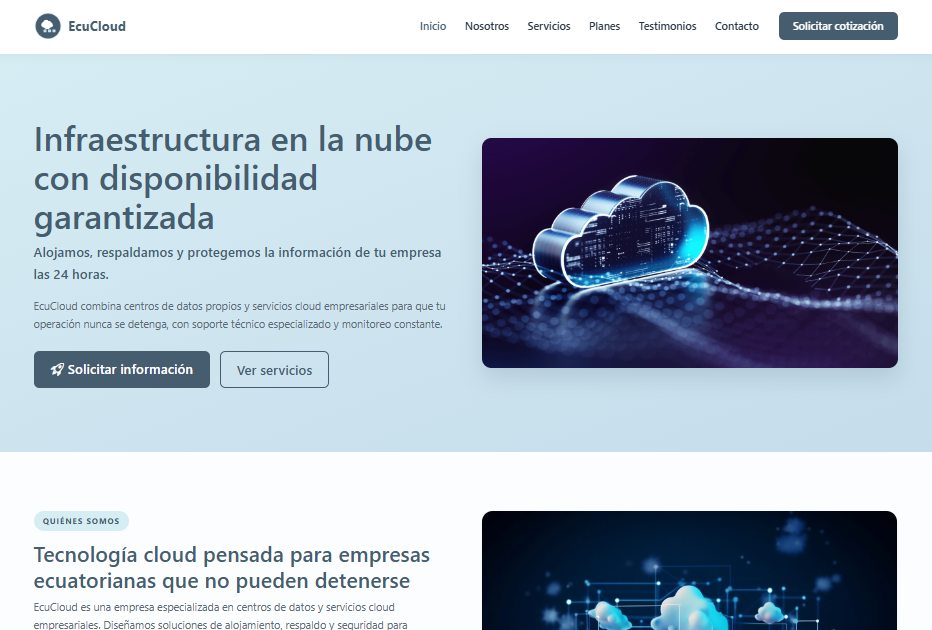 EcuCloud
Inicio
Nosotros
Servicios
Planes
Testimonios
Contacto
Solicitar cotización
Infraestructura en la nube
con disponibilidad
garantizada
Alojamos, respaldamos y protegemos la información de tu empresa
las 24 horas.
EcuCloud combina centros de datos propios y servicios cloud empresariales para que tu
operación nunca se detenga, con soporte técnico especializado y monitoreo constante.
Solicitar información
Ver servicios
QUIÉNES SOMOS
Tecnología cloud pensada para empresas
ecuatorianas que no pueden detenerse
EcuCloud es una empresa especializada en centros de datos y servicios cloud
empresariales. Diseñamos soluciones de alojamiento, respaldo y seguridad para